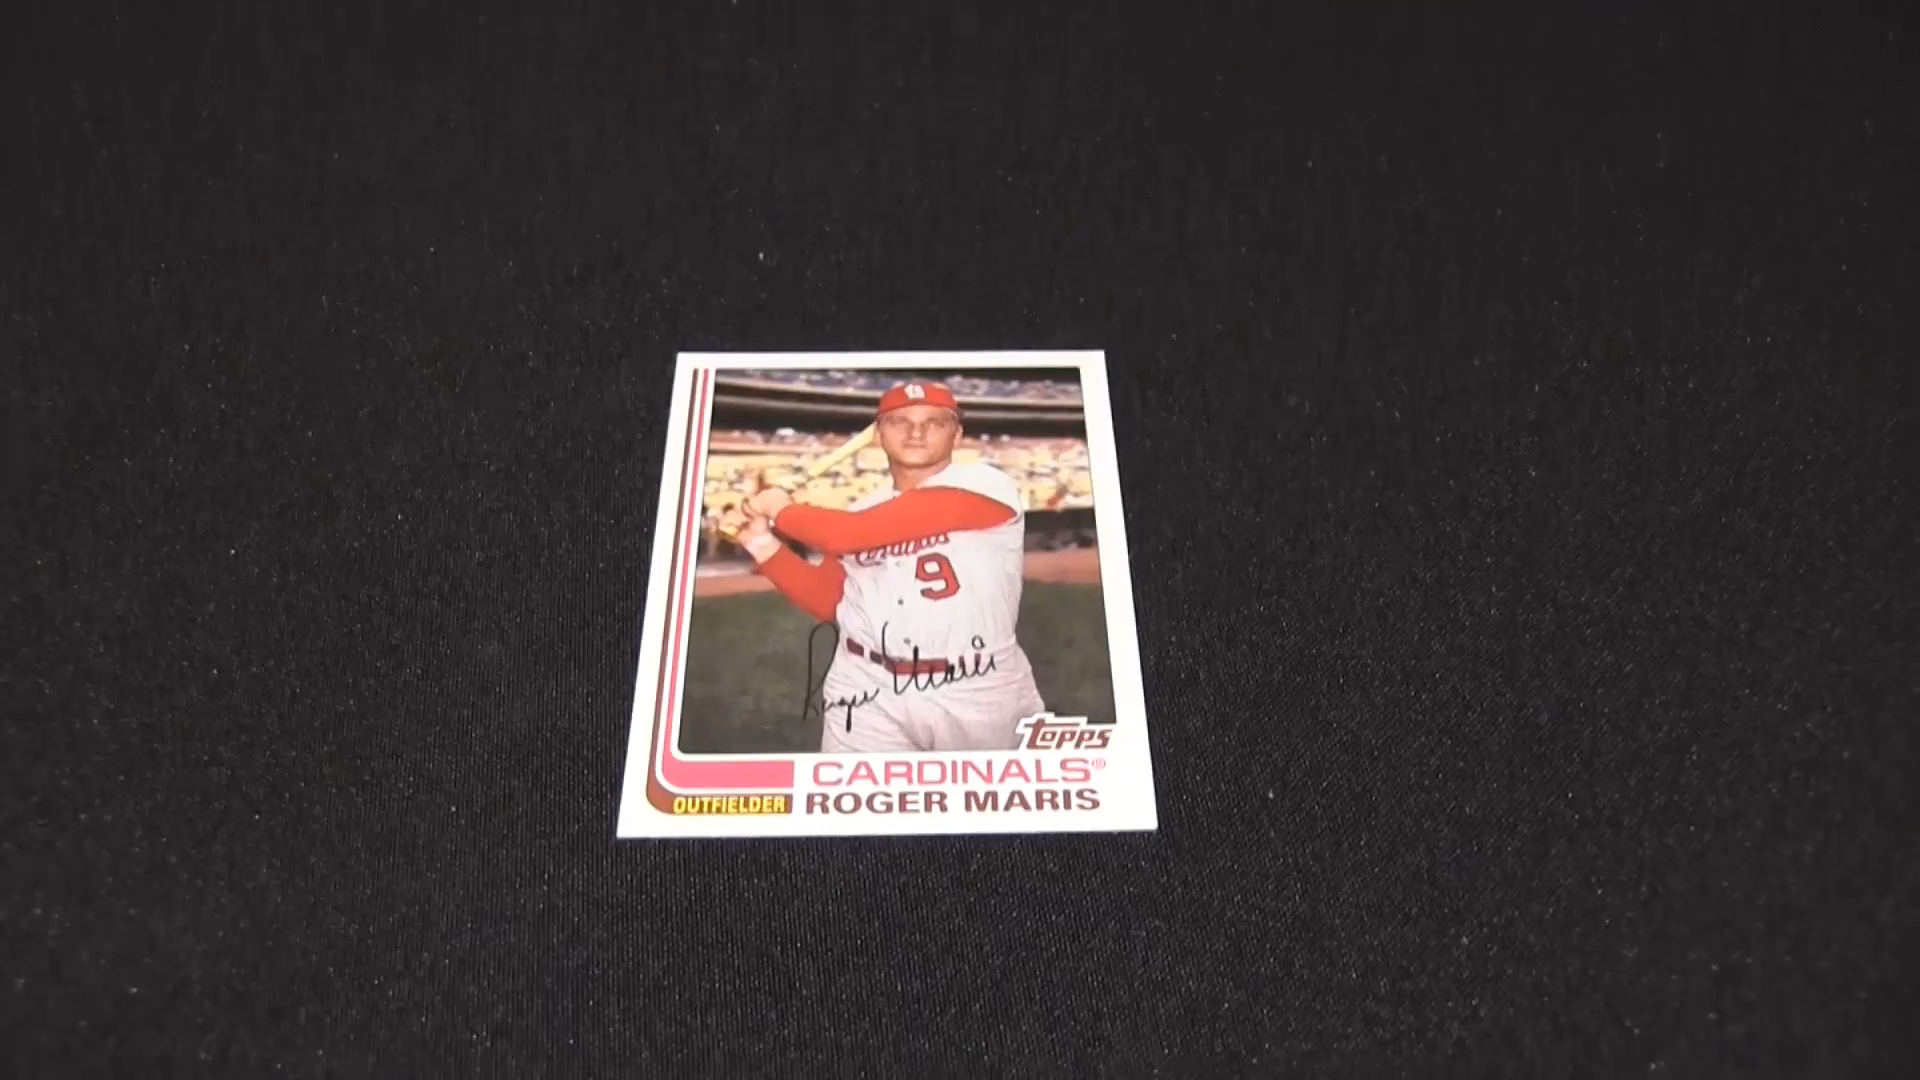 Cardinals
9
Roger Maris
topps
CARDINALS®
OUTFIELDER ROGER MARIS